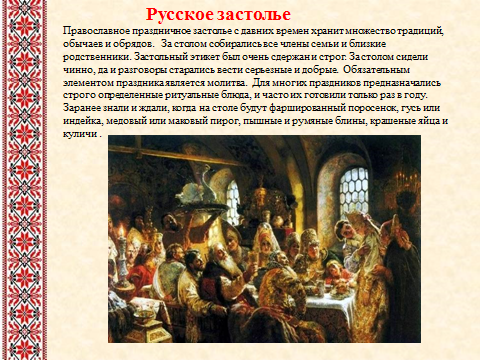 Русское застолье
Православное праздничное застолье с давних времен хранит множество традиций,
обычаев и обрядов. За столом собирались все члены семьи и близкие
родственники. Застольный этикет был очень сдержан и строг. За столом сидели
чинно, да и разговоры старались вести серьезные и добрые. Обязательным
элементом праздника является молитва. Для многих праздников предназначались
строго определенные ритуальные блюда, и часто их готовили только раз в году.
Заранее знали и ждали, когда на столе будут фаршированный поросенок, гусь или
индейка, медовый или маковый пирог, пышные и румяные блины, крашеные яйца и
куличи .